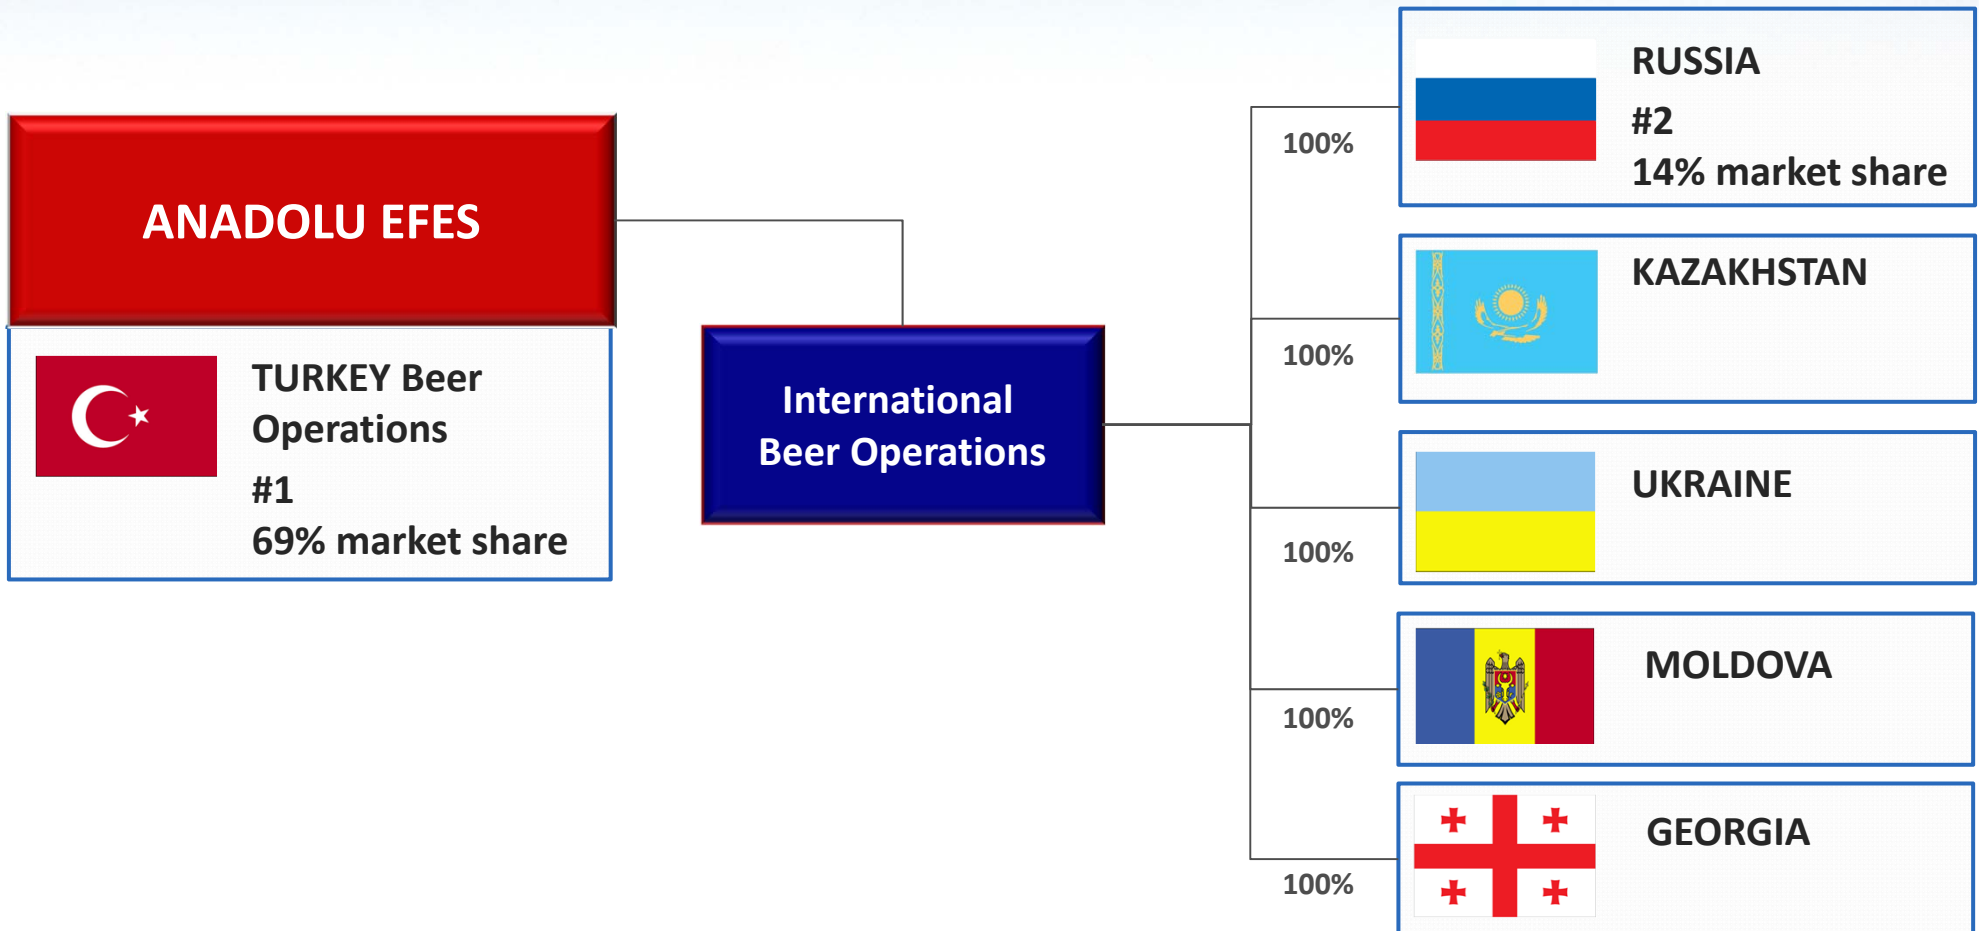 ANADOLU EFES
TURKEY Beer
Operations
#1
69% market share
International
Beer Operations
100%
RUSSIA
#2
14% market share
100%
KAZAKHSTAN
100%
UKRAINE
100%
MOLDOVA
100%
GEORGIA